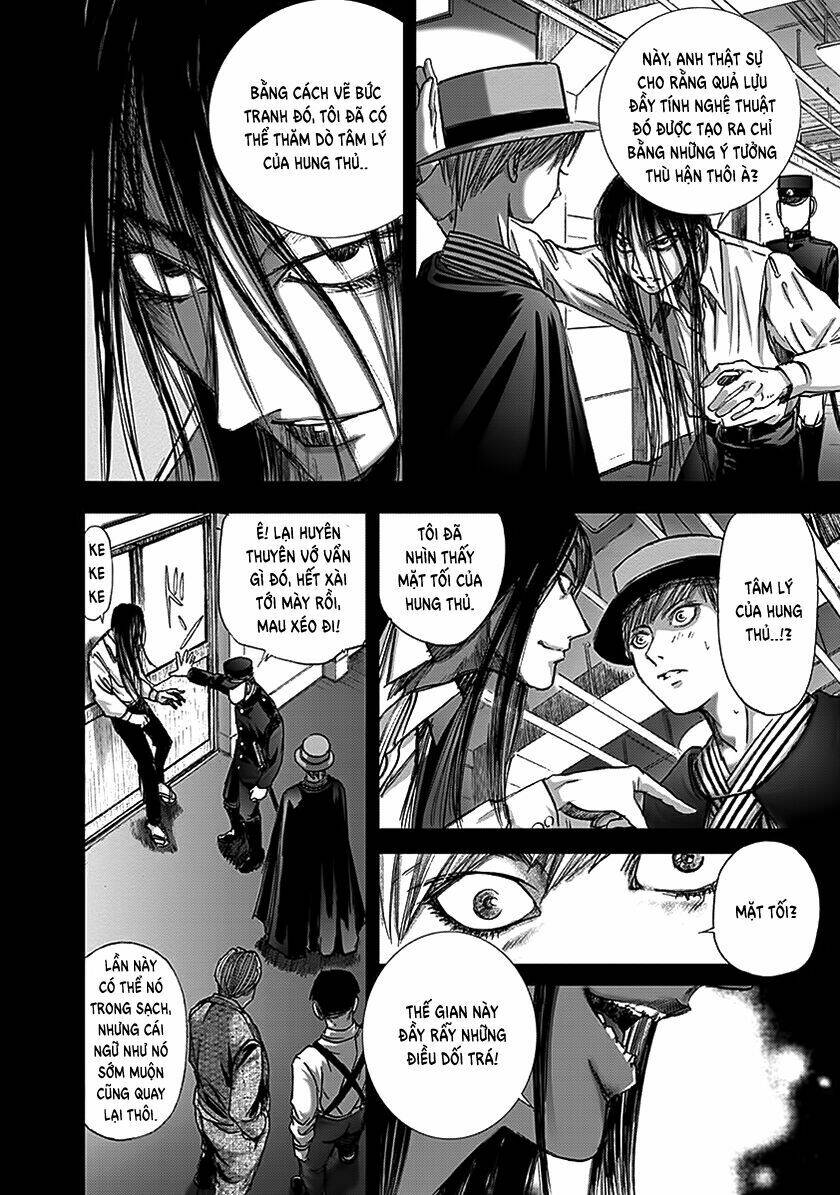 NÀY, ANH THẬT SỰ
CHO RẰNG QUẢ LỰU
ĐẦY TÍNH NGHỆ THUẬT
ĐÓ ĐƯỢC TẠO RA CHỈ
BẰNG NHỮNG Ý TƯỞNG
THÙ HẬN THÔI À?
BẰNG CÁCH VẼ BỨC
TRANH ĐÓ, TÔI ĐÃ CÓ
THỂ THĂM DÒ TÂM LÝ
CỦA HUNG THỦ..
TÂM LÝ
CỦA HUNG
THỦ..!?
TÔI ĐÃ
NHÌN THẤY
MẶT TỐI CỦA
HUNG THỦ.
MẶT TỐI?
THẾ GIAN NÀY
ĐẦY RẪY NHỮNG
ĐIỀU DỐI TRÁ!
Ê! LẠI HUYÊN
THUYÊN VỚ VẨN
GÌ ĐÓ, HẾT XÀI
TỚI MÀY RỒI,
MAU XÉO ĐI!
KE
KE
KE
LẦN NÀY
CÓ THỂ NÓ
TRONG SẠCH,
NHƯNG CÁI
NGỮ NHƯ NÓ
SỚM MUỘN
CŨNG QUAY
LẠI THÔI.